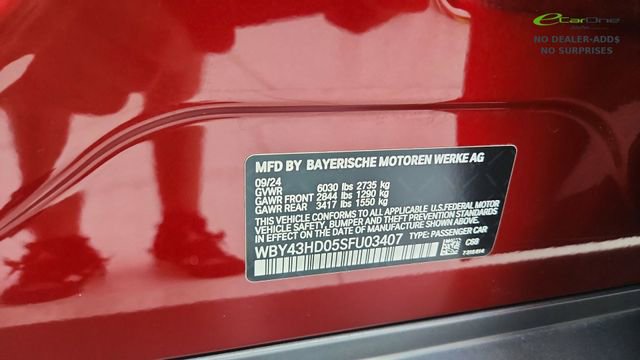 eCarOne
NO DEALER-ADDS
NO SURPRISES
MFD BY BAYERISCHE MOTOREN WERKE AG
09/24
GVWR 6030 lbs 2735 kg
GAWR FRONT 2844 lbs 1290 kg
GAWR REAR 3417 lbs 1550 kg
THIS VEHICLE CONFORMS TO ALL APPLICABLE U.S.FEDERAL MOTOR
VEHICLE SAFETY, BUMPER, AND THEFT PREVENTION STANDARDS
IN EFFECT ON THE DATE OF MANUFACTURE SHOWN ABOVE.
WBY43HD05SFU03407 TYPE: PASSENGER CAR